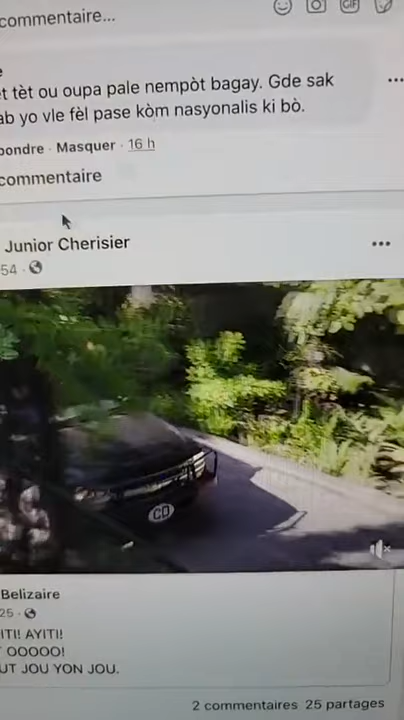 commentaire...
GIF
e
t tèt ou oupa pale nempòt bagay. Gde sak
ab yo vle fèl pase kòm nasyonalis ki bò.
pondre · Masquer · 16 h
commentaire
Junior Cherisier
54 ·
CD
Belizaire
25 ·
ITI! AYITI!
OOOOO!
UT JOU YON JOU.
2 commentaires 25 partages